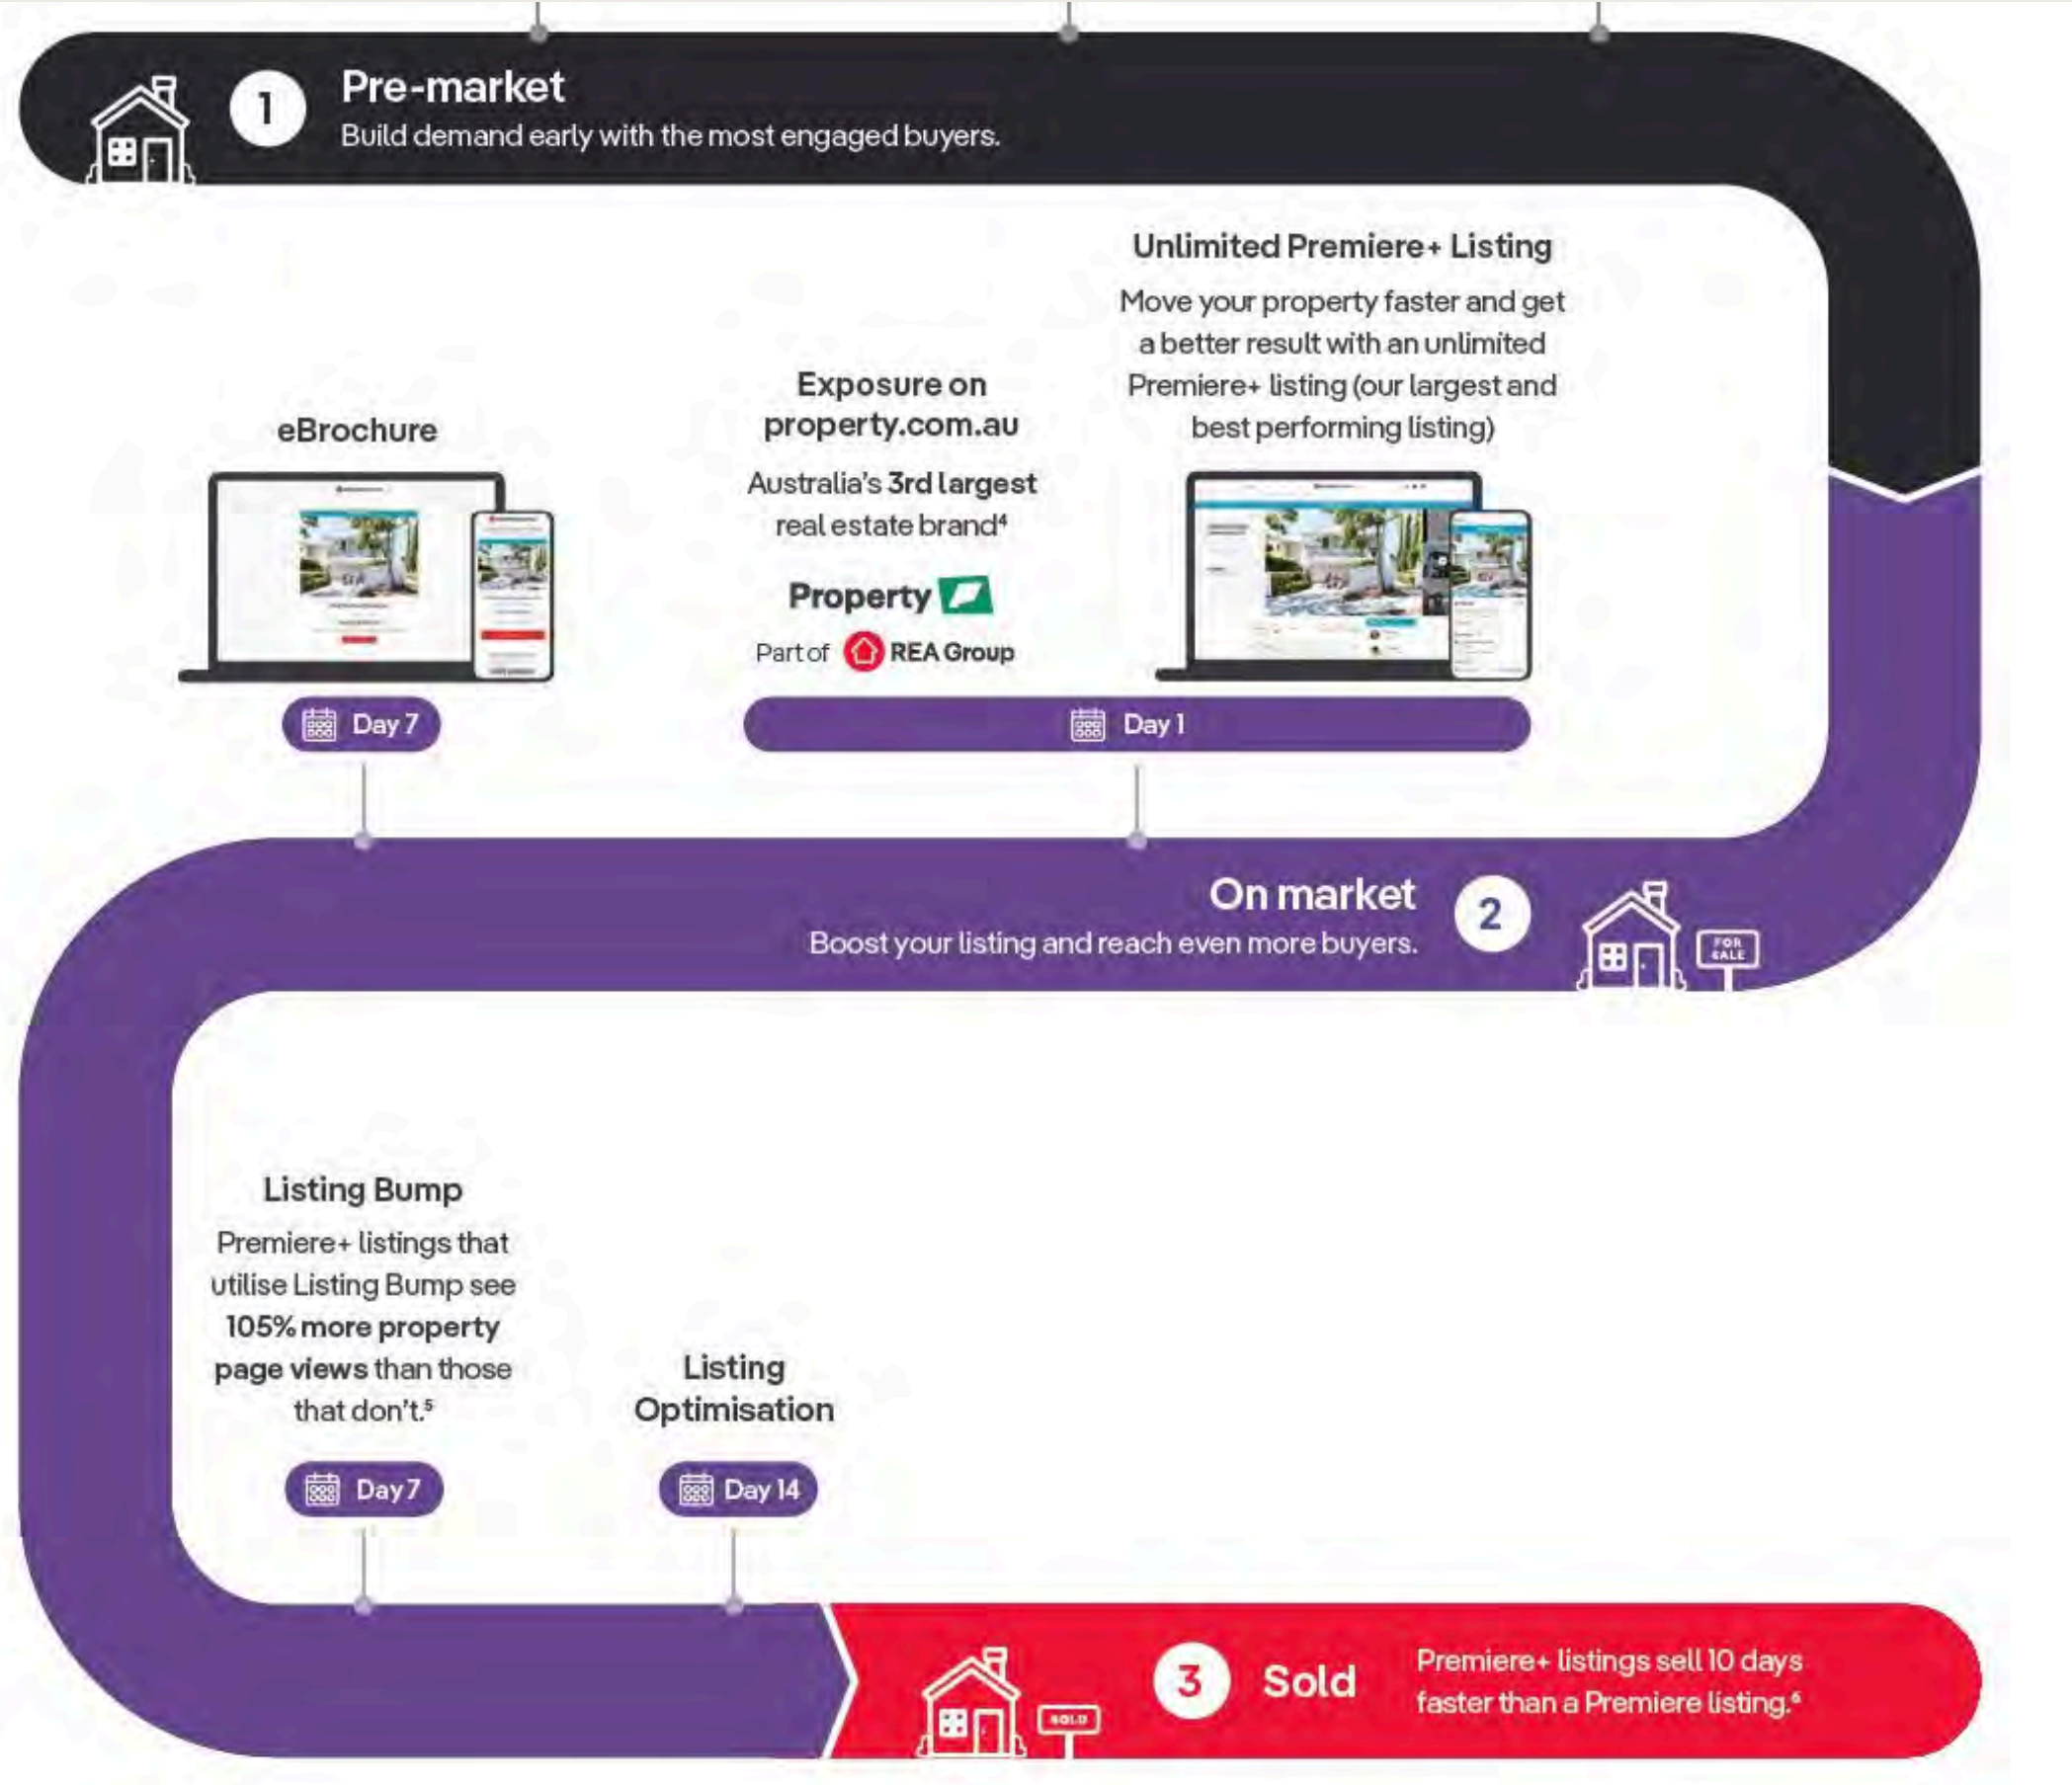 1
Pre-market
Build demand early with the most engaged buyers.
Unlimited Premiere+ Listing
Move your property faster and get
a better result with an unlimited
Premiere+ listing (our largest and
best performing listing)
Exposure on
property.com.au
Australia's 3rd largest
real estate brand⁴
Property
Part of REA Group
eBrochure
Day 7
Day 1
On market
2
Boost your listing and reach even more buyers.
FOR
SALE
Listing Bump
Premiere+ listings that
utilise Listing Bump see
105% more property
page views than those
that don't.⁵
Day 7
Listing
Optimisation
Day 14
SOLD
3
Sold
Premiere+ listings sell 10 days
faster than a Premiere listing.⁶